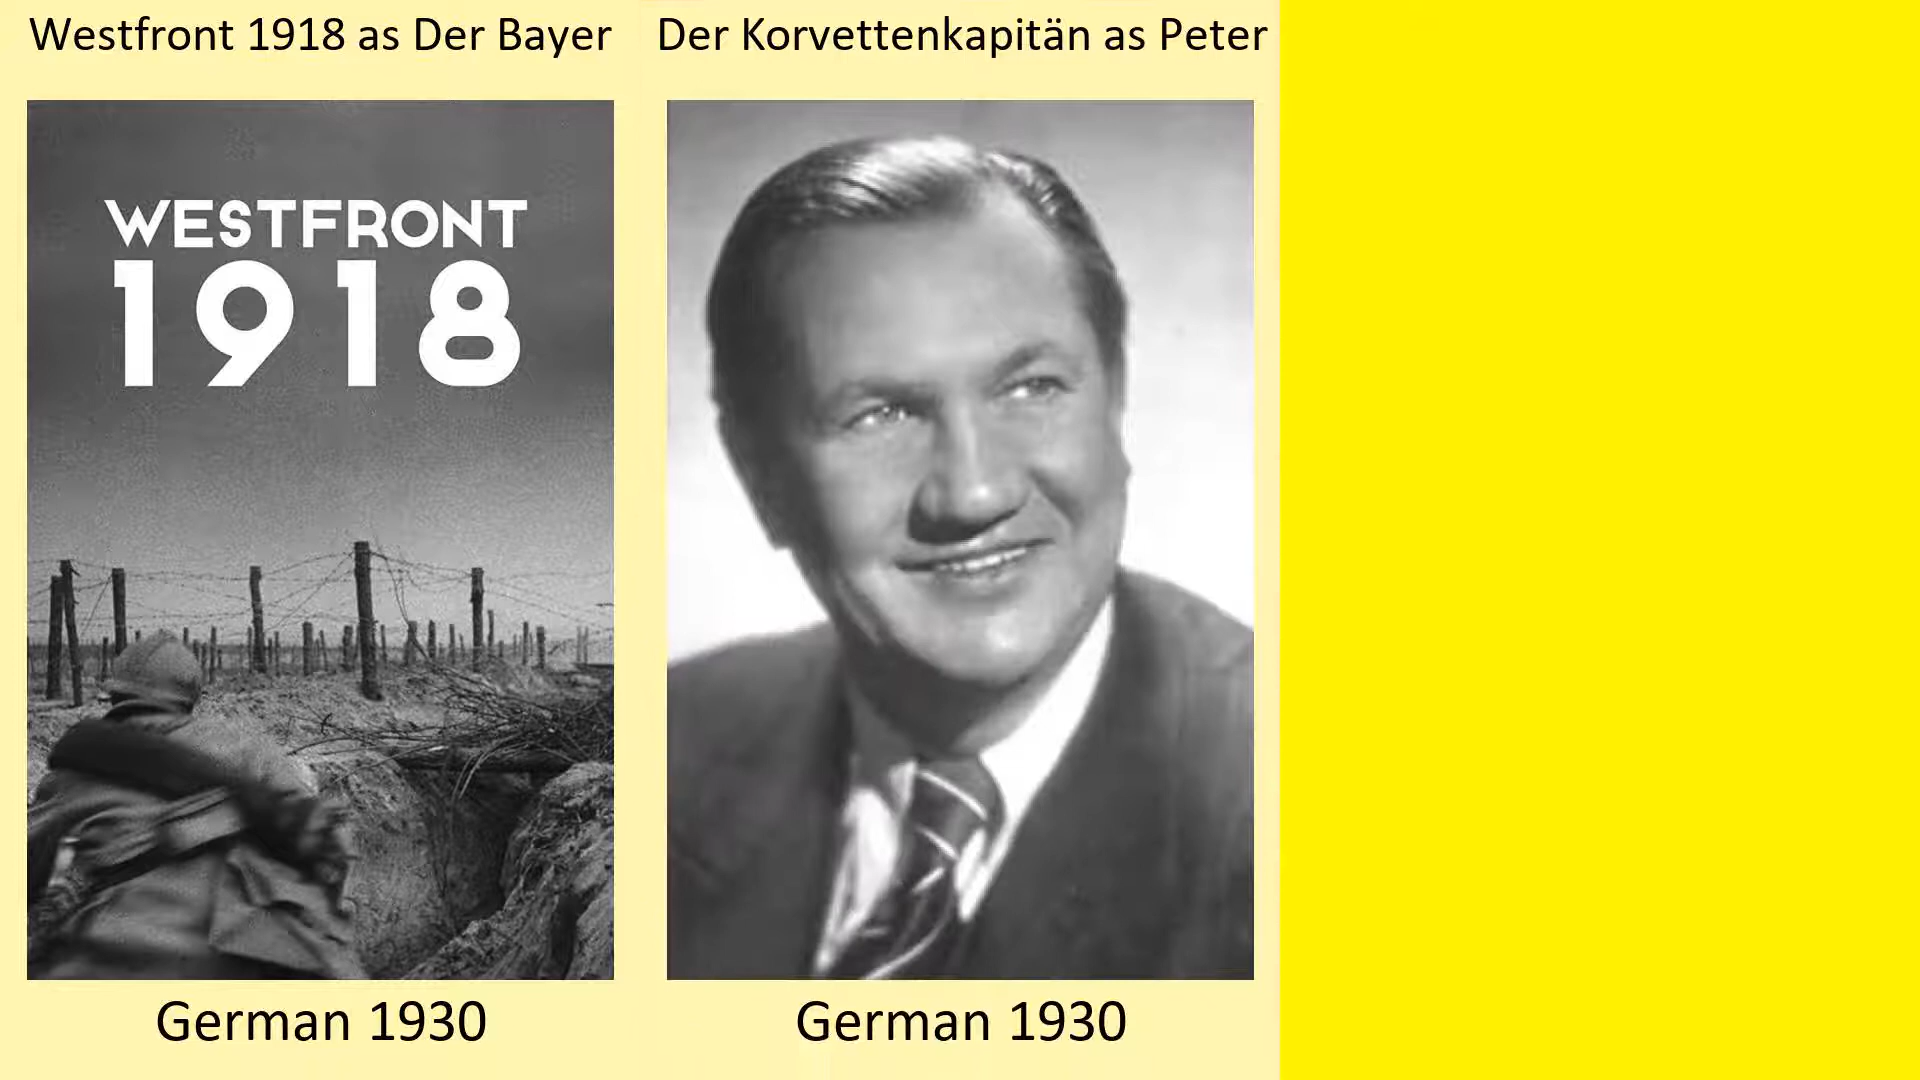 Westfront 1918 as Der Bayer
WESTFRONT
1918
German 1930
Der Korvettenkapitän as Peter
German 1930